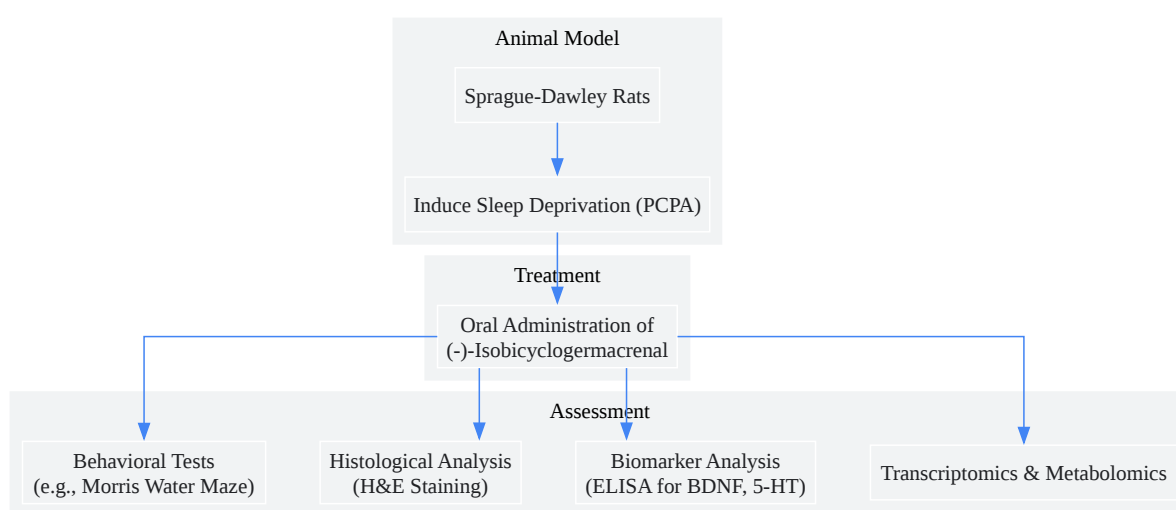 Animal Model
Sprague-Dawley Rats
Induce Sleep Deprivation (PCPA)
Treatment
Oral Administration of
(-)-Isobicyclogermacrenal
Assessment
Behavioral Tests
(e.g., Morris Water Maze)
Histological Analysis
(H&E Staining)
Biomarker Analysis
(ELISA for BDNF, 5-HT)
Transcriptomics & Metabolomics